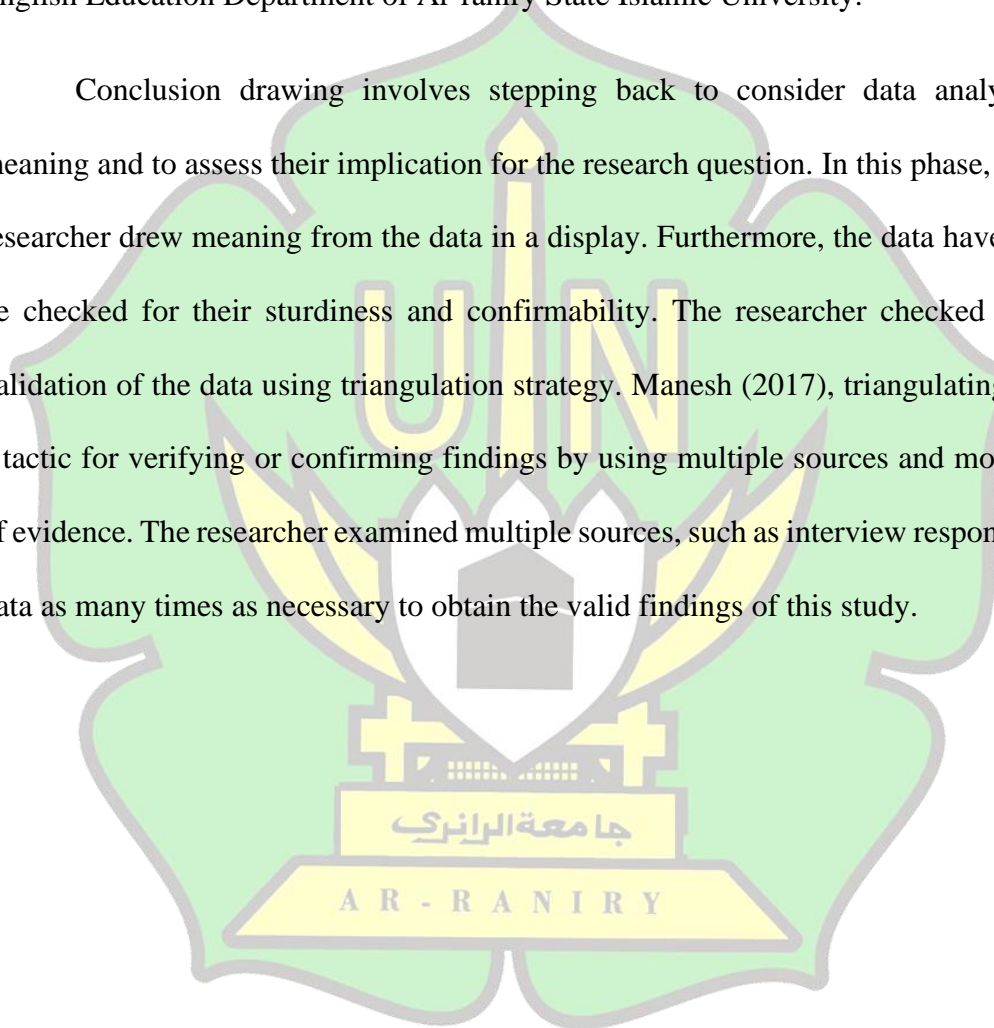 English Education Department of Ar-raniry State Islamic University.
Conclusion drawing involves stepping back to consider data
meaning and to assess their implication for the research question. In this phase,
researcher drew meaning from the data in a display. Furthermore, the data have
checked for their sturdiness and confirmability. The researcher checked
validation of the data using triangulation strategy. Manesh (2017), triangulating
tactic for verifying or confirming findings by using multiple sources and
of evidence. The researcher examined multiple sources, such as interview
data as many times as necessary to obtain the valid findings of this study.
UIN
جامعة الرانري
AR-RANIRY